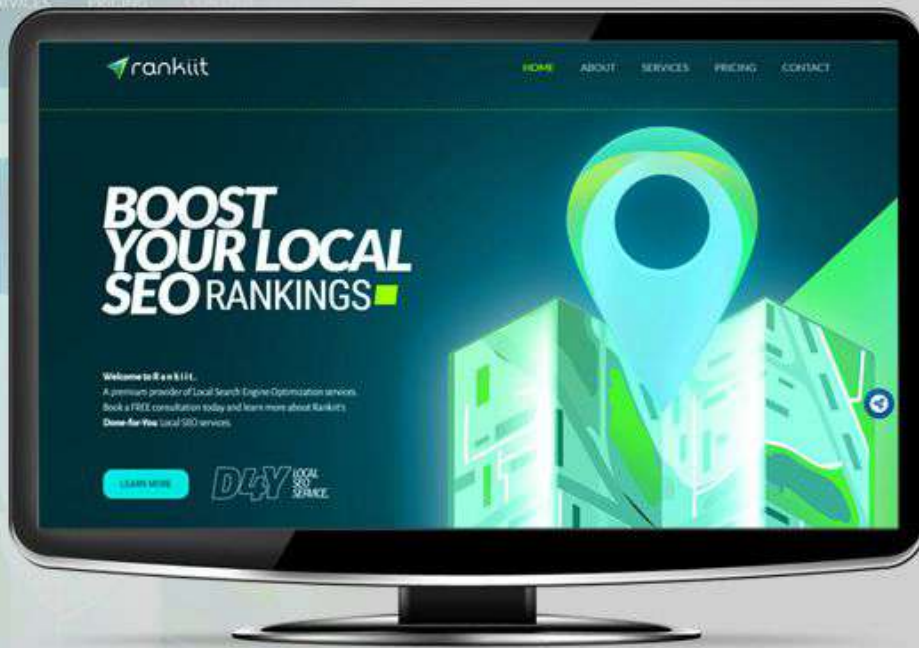 rankiit
HOME ABOUT SERVICES PRICING CONTACT
BOOST
YOUR LOCAL
SEO RANKINGS
Welcome to Rankiit.
A premium provider of Local Search Engine Optimization services
Book a FREE consultation today and learn more about Rankiit's
Done-for-You Local SEO services
LEARN MORE
D4Y LOCAL
SEO
SERVICE.